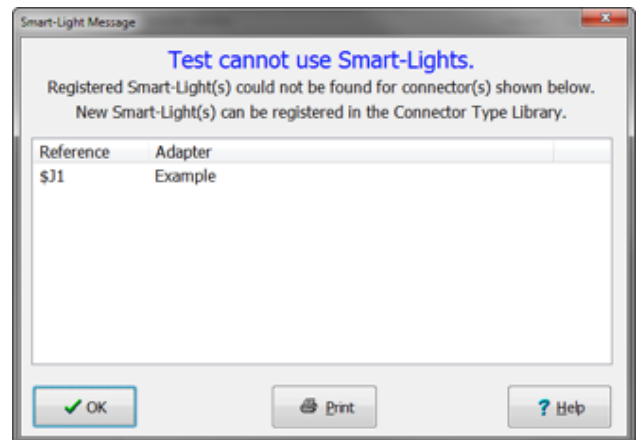 Smart-Light Message
Test cannot use Smart-Lights.
Registered Smart-Light(s) could not be found for connector(s) shown below.
New Smart-Light(s) can be registered in the Connector Type Library.
Reference Adapter
$J1 Example
OK Print ? Help